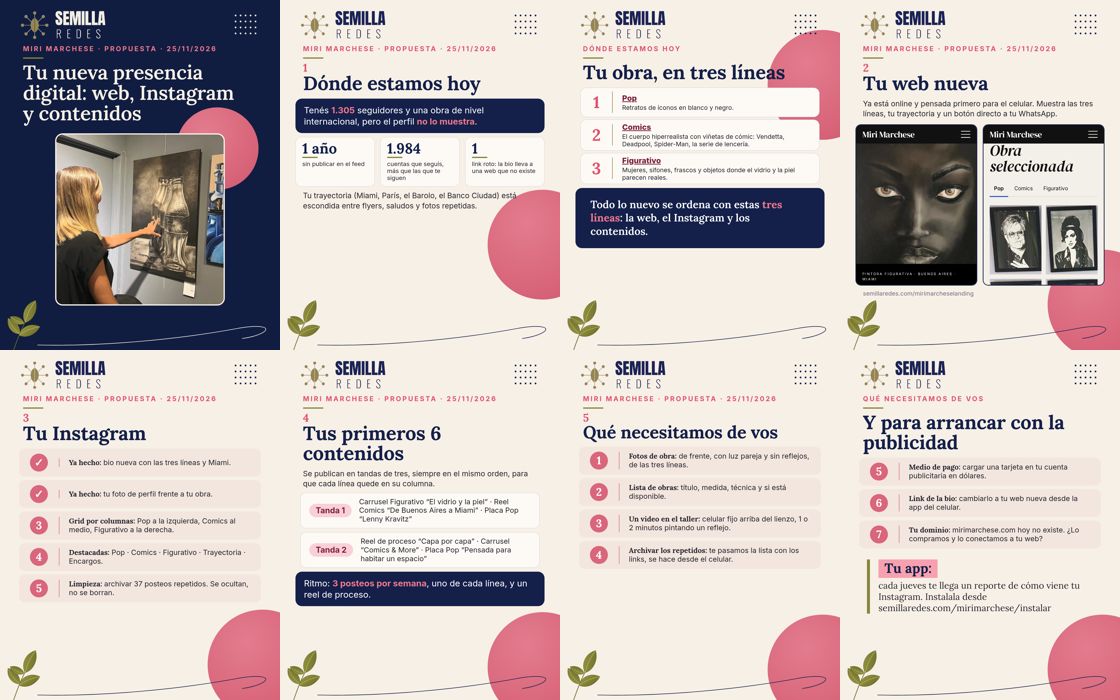 SEMILLA
REDES
MIRI MARCHESE · PROPUESTA · 25/11/2026
Tu nueva presencia
digital: web, Instagram
y contenidos
SEMILLA
REDES
MIRI MARCHESE · PROPUESTA · 25/11/2026
1
Dónde estamos hoy
Tenés 1.305 seguidores y una obra de nivel
internacional, pero el perfil no lo muestra.
1 año
sin publicar en el feed
1.984
cuentas que seguís,
más que las que te
siguen
1
link roto: la bio lleva a
una web que no existe
Tu trayectoria (Miami, París, el Barolo, el Banco Ciudad) está
escondida entre flyers, saludos y fotos repetidas.
SEMILLA
REDES
DÓNDE ESTAMOS HOY
Tu obra, en tres líneas
1
Pop
Retratos de íconos en blanco y negro.
2
Comics
El cuerpo hiperrealista con viñetas de cómic: Vendetta,
Deadpool, Spider-Man, la serie de lencería.
3
Figurativo
Mujeres, sifones, frascos y objetos donde el vidrio y la piel
parecen reales.
Todo lo nuevo se ordena con estas tres
líneas: la web, el Instagram y los
contenidos.
SEMILLA
REDES
MIRI MARCHESE · PROPUESTA · 25/11/2026
2
Tu web nueva
Ya está online y pensada primero para el celular. Muestra las tres
líneas, tu trayectoria y un botón directo a tu WhatsApp.
Miri Marchese
PINTORA FIGURATIVA · BUENOS AIRES ·
MIAMI
Miri Marchese
Obra
seleccionada
Pop Comics Figurativo
semillaredes.com/mirimarcheselanding
SEMILLA
REDES
MIRI MARCHESE · PROPUESTA · 25/11/2026
3
Tu Instagram
✓
Ya hecho: bio nueva con las tres líneas y Miami.
✓
Ya hecho: tu foto de perfil frente a tu obra.
3
Grid por columnas: Pop a la izquierda, Comics al
medio, Figurativo a la derecha.
4
Destacadas: Pop · Comics · Figurativo · Trayectoria ·
Encargos.
5
Limpieza: archivar 37 posteos repetidos. Se ocultan,
no se borran.
SEMILLA
REDES
MIRI MARCHESE · PROPUESTA · 25/11/2026
4
Tus primeros 6
contenidos
Se publican en tandas de tres, siempre en el mismo orden, para
que cada línea quede en su columna.
Tanda 1
Carrusel Figurativo “El vidrio y la piel” · Reel
Comics “De Buenos Aires a Miami” · Placa Pop
“Lenny Kravitz”
Tanda 2
Reel de proceso “Capa por capa” · Carrusel
“Comics & More” · Placa Pop “Pensada para
habitar un espacio”
Ritmo: 3 posteos por semana, uno de cada línea, y un
reel de proceso.
SEMILLA
REDES
MIRI MARCHESE · PROPUESTA · 25/11/2026
5
Qué necesitamos de vos
1
Fotos de obra: de frente, con luz pareja y sin reflejos,
de las tres líneas.
2
Lista de obras: título, medida, técnica y si está
disponible.
3
Un video en el taller: celular fijo arriba del lienzo, 1 o
2 minutos pintando un reflejo.
4
Archivar los repetidos: te pasamos la lista con los
links, se hace desde el celular.
SEMILLA
REDES
QUÉ NECESITAMOS DE VOS
Y para arrancar con la
publicidad
5
Medio de pago: cargar una tarjeta en tu cuenta
publicitaria en dólares.
6
Link de la bio: cambiarlo a tu web nueva desde la
app del celular.
7
Tu dominio: mirimarchese.com hoy no existe. ¿Lo
compramos y lo conectamos a tu web?
Tu app:
cada jueves te llega un reporte de cómo viene tu
Instagram. Instalala desde
semillaredes.com/mirimarchese/instalar